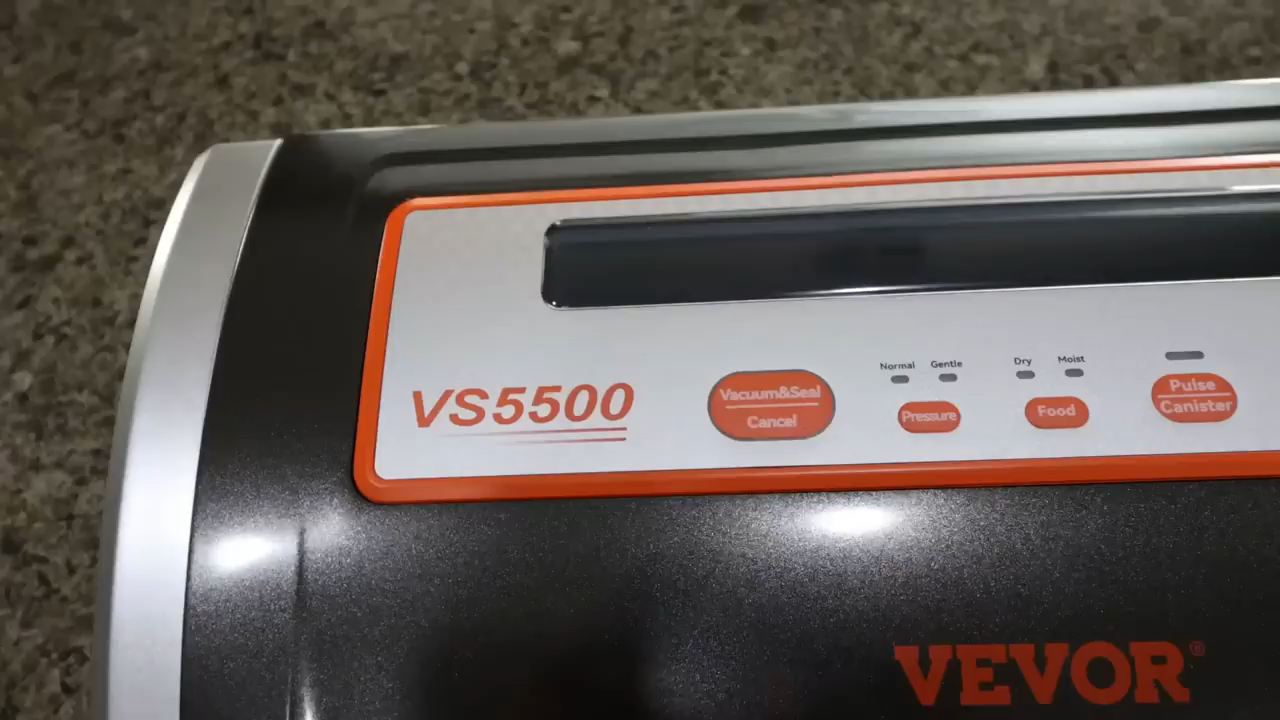 VS5500
Vacuum&Seal
Cancel
Normal Gentle
Pressure
Dry Moist
Food
Pulse
Canister
VEVOR®